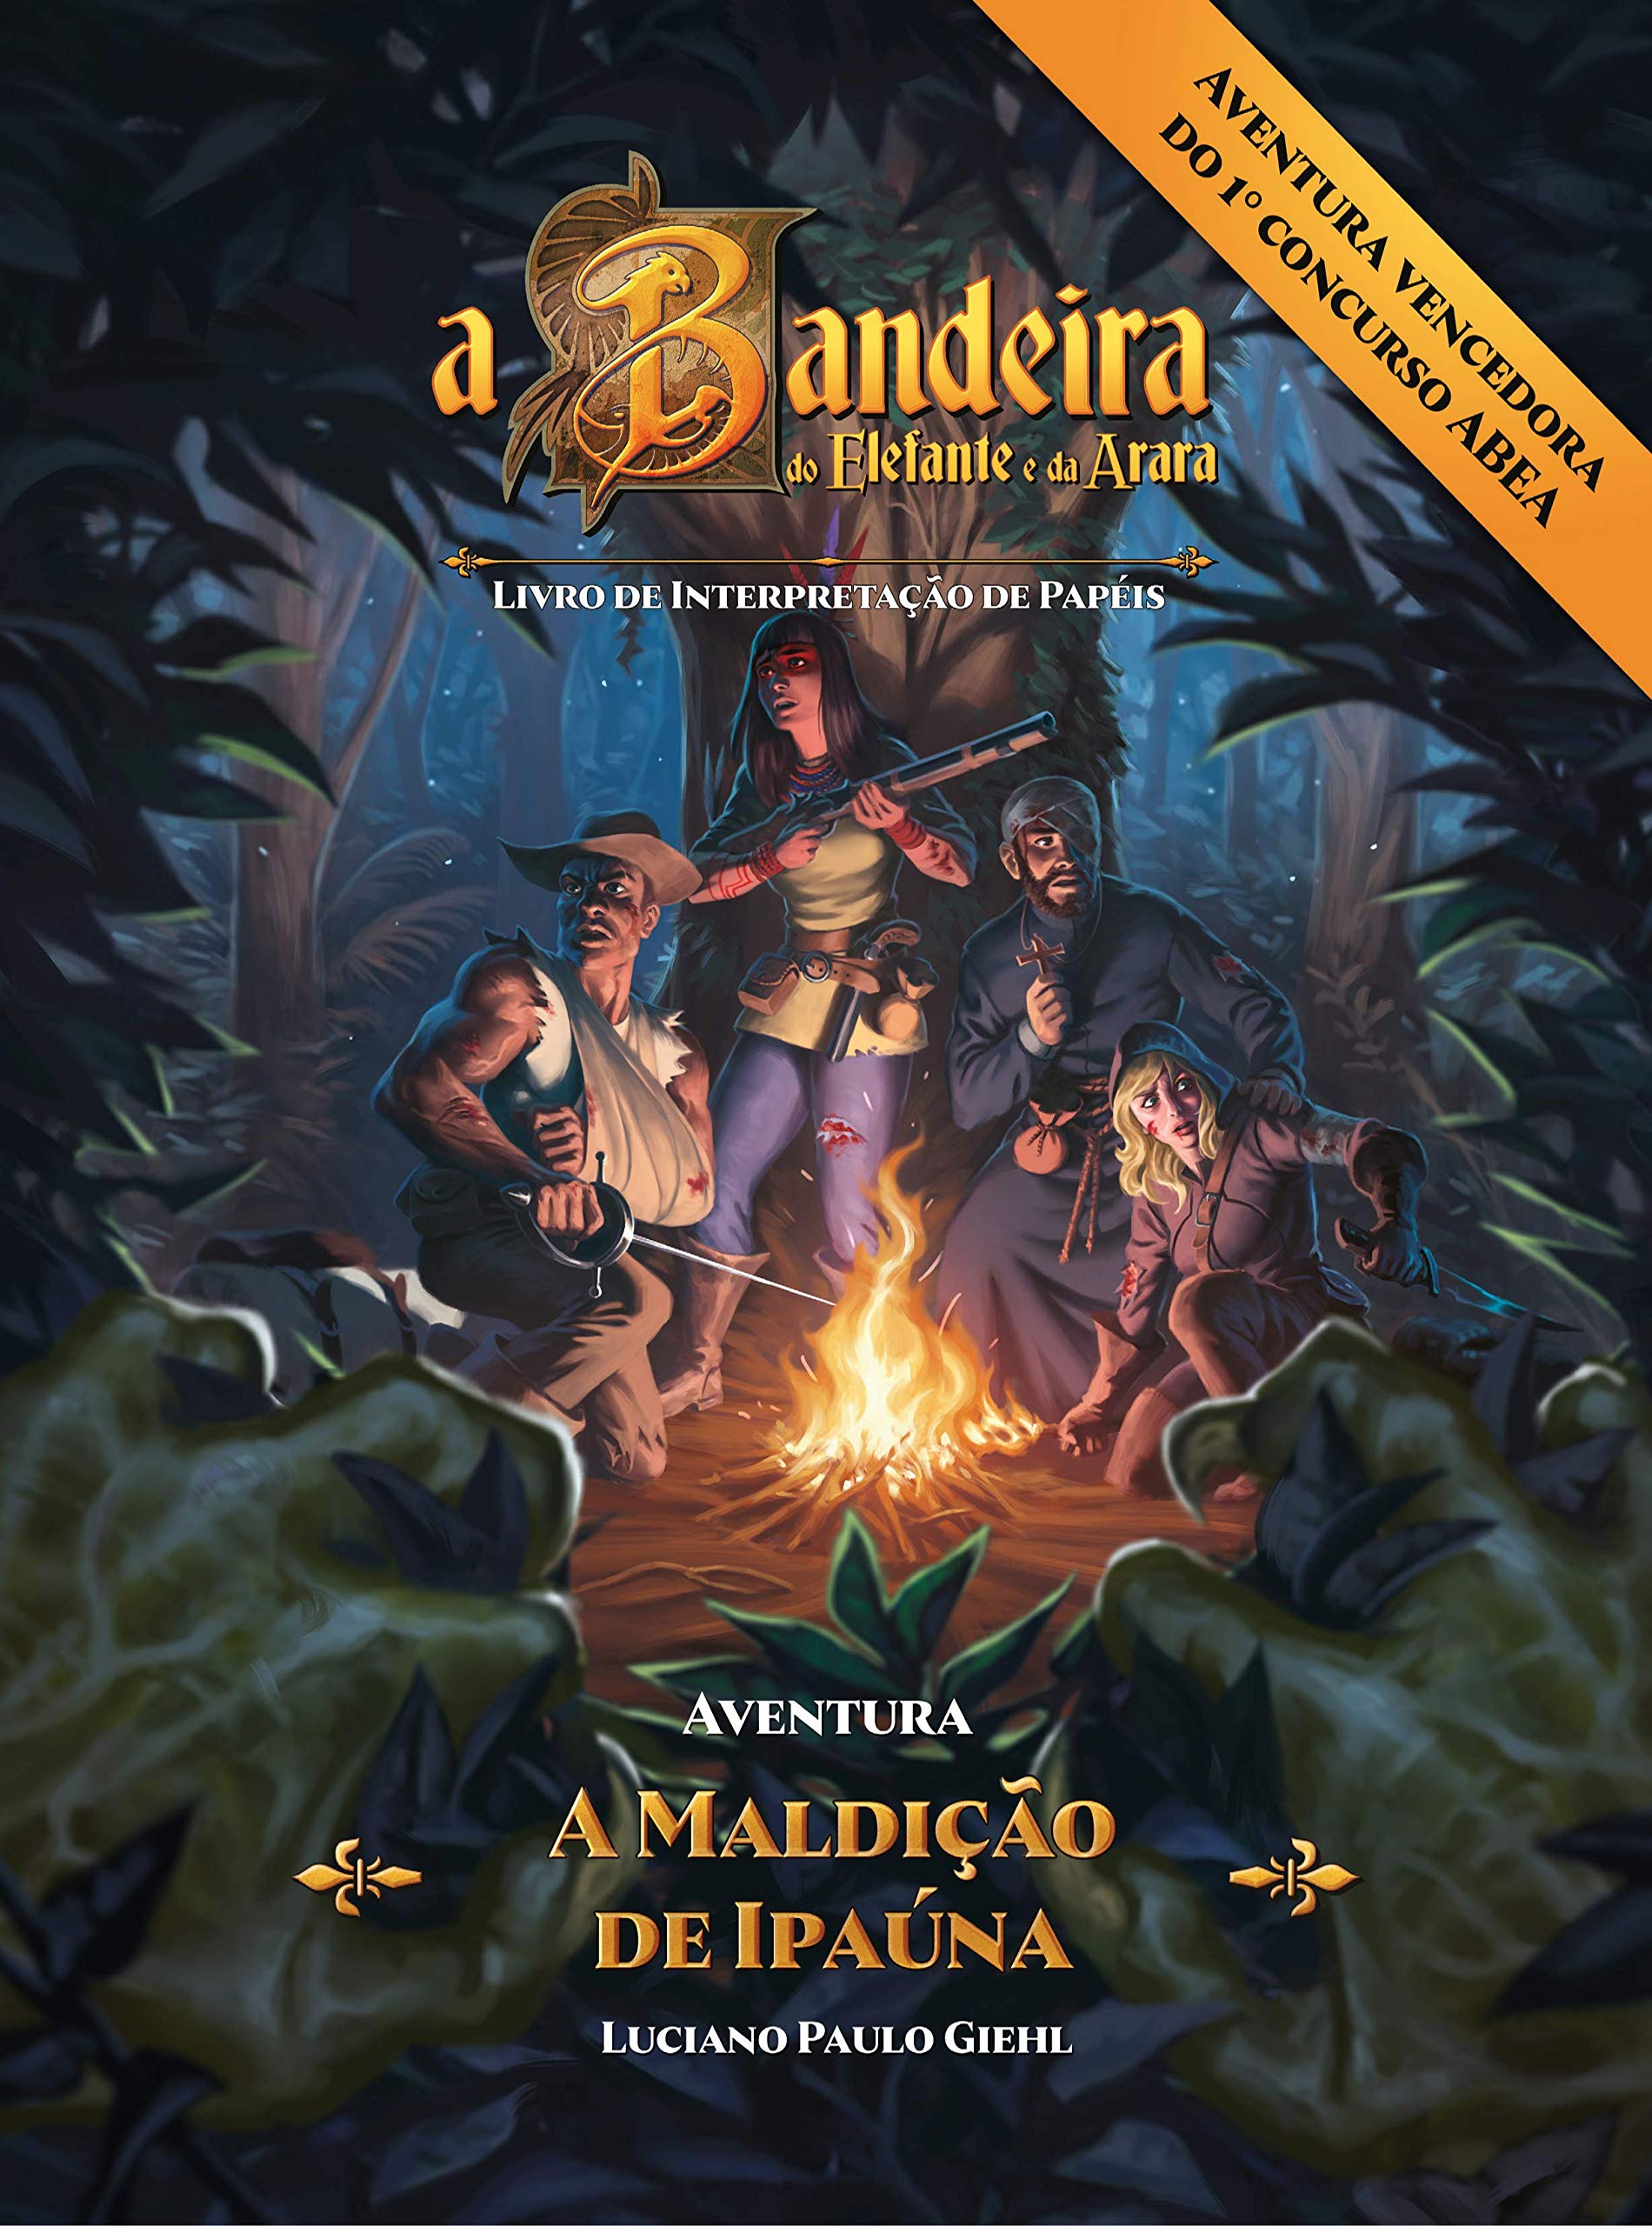 AVENTURA VENCEDORA
DO 1º CONCURSO ABEA
a Bandeira
do Elefante e da Arara
LIVRO DE INTERPRETAÇÃO DE PAPÉIS
AVENTURA
A MALDIÇÃO
DE IPAÚNA
LUCIANO PAULO GIEHL